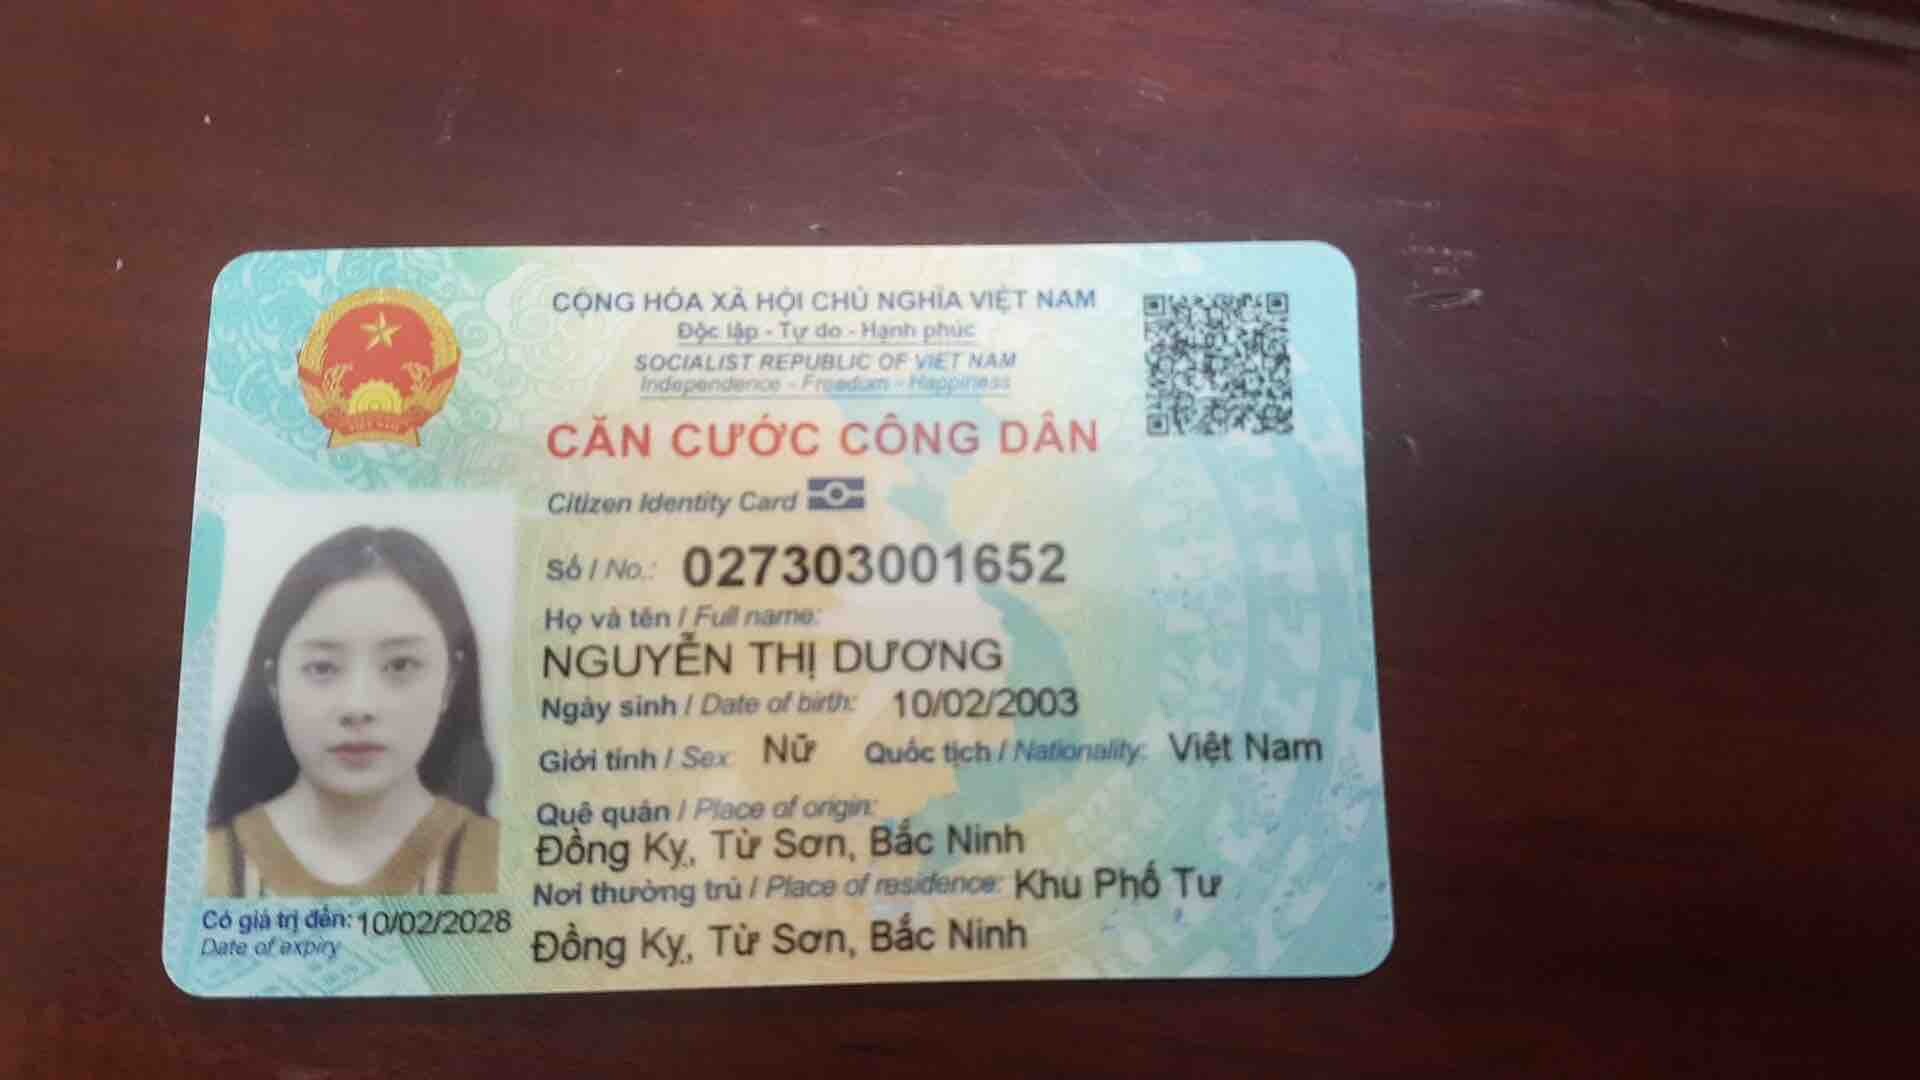 CỘNG HÒA XÃ HỘI CHỦ NGHĨA VIỆT NAM
Độc lập - Tự do - Hạnh phúc
SOCIALIST REPUBLIC OF VIET NAM
Independence - Freedom - Happiness
CĂN CƯỚC CÔNG DÂN
Citizen Identity Card
Số / No.: 027303001652
Họ và tên / Full name:
NGUYỄN THỊ DƯƠNG
Ngày sinh / Date of birth: 10/02/2003
Giới tính / Sex: Nữ Quốc tịch / Nationality: Việt Nam
Quê quán / Place of origin:
Đồng Kỵ, Từ Sơn, Bắc Ninh
Nơi thường trú / Place of residence: Khu Phố Tư
Đồng Kỵ, Từ Sơn, Bắc Ninh
Có giá trị đến: 10/02/2028
Date of expiry